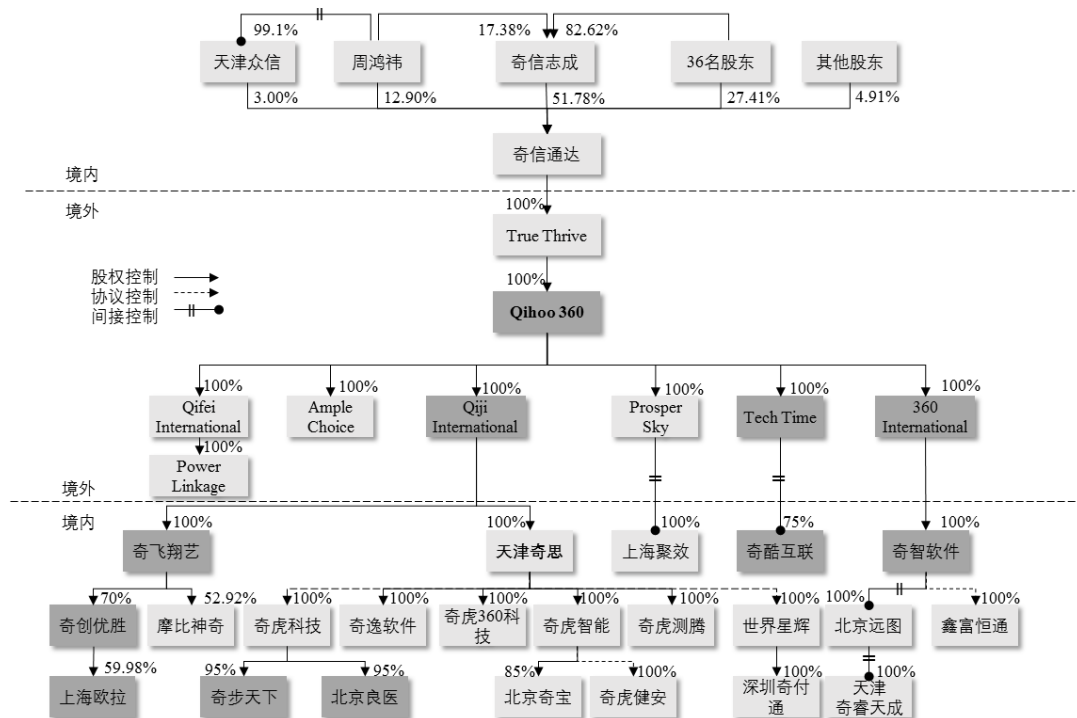 99.1%
17.38%
82.62%
天津众信
周鸿祎
奇信志成
36名股东
其他股东
3.00%
12.90%
51.78%
27.41%
4.91%
奇信通达
境内
境外
100%
True Thrive
100%
股权控制
协议控制
间接控制
Qihoo 360
100%
100%
100%
100%
100%
100%
Qifei
International
Ample
Choice
Qiji
International
Prosper
Sky
Tech Time
360
International
100%
Power
Linkage
境外
境内
100%
100%
100%
75%
100%
奇飞翔艺
天津奇思
上海聚效
奇酷互联
奇智软件
70%
52.92%
100%
100%
100%
100%
100%
100%
100%
100%
奇创优胜
摩比神奇
奇虎科技
奇逸软件
奇虎360科
技
奇虎智能
奇虎测腾
世界星辉
北京远图
鑫富恒通
59.98%
95%
95%
85%
100%
100%
100%
上海欧拉
奇步天下
北京良医
北京奇宝
奇虎健安
深圳奇付
通
天津
奇睿天成